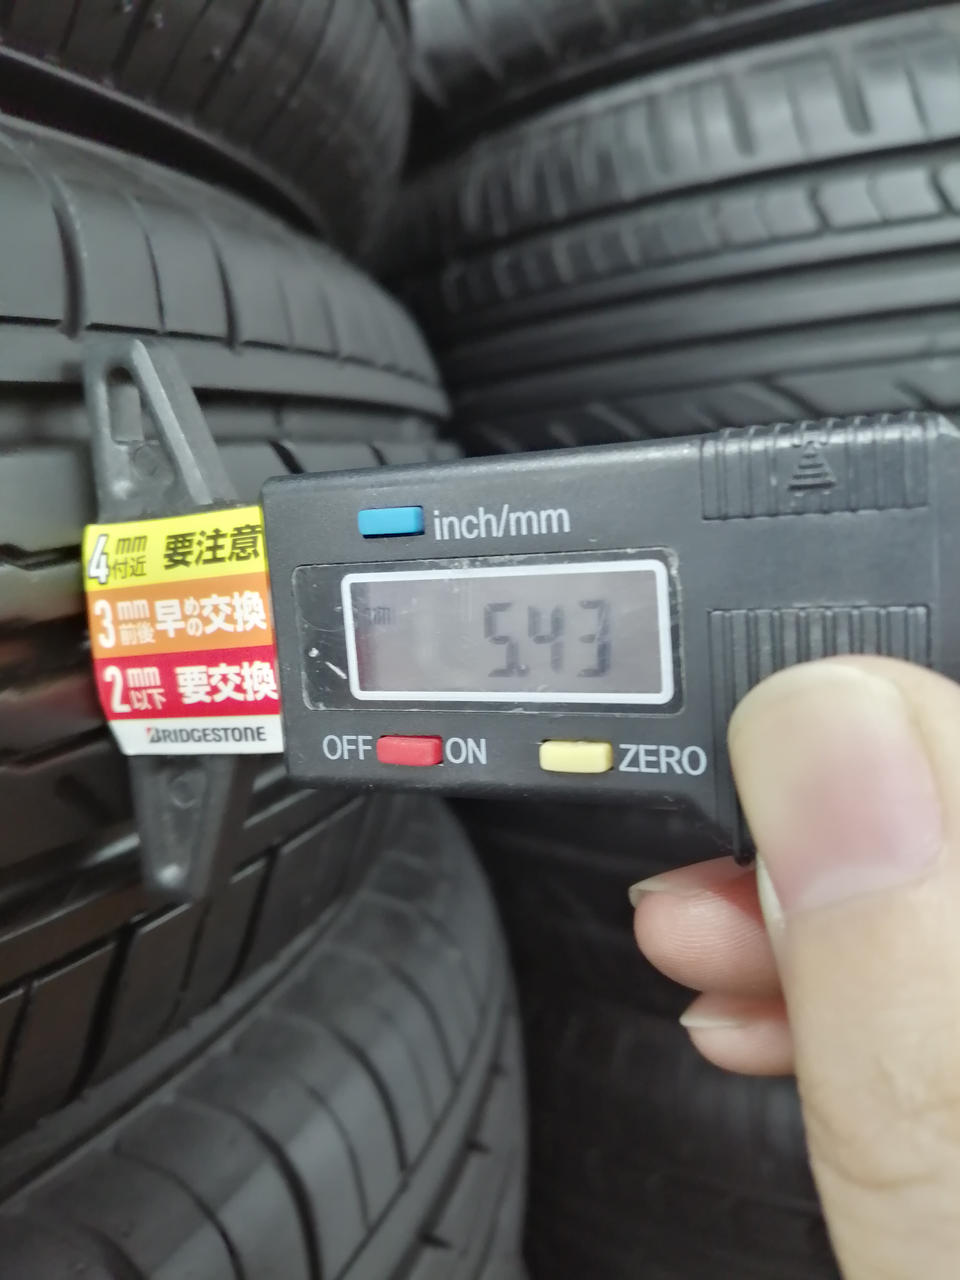 inch/mm
4mm付近 要注意
3mm前後 早めの交換
2mm以下 要交換
BRIDGESTONE
mm 5.43
OFF ON ZERO